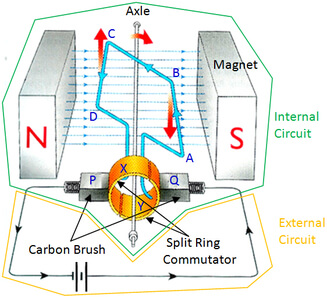 Axle
C
B
Magnet
D
Internal
Circuit
N
S
A
X
P
Q
Y
Carbon Brush
Split Ring
Commutator
External
Circuit